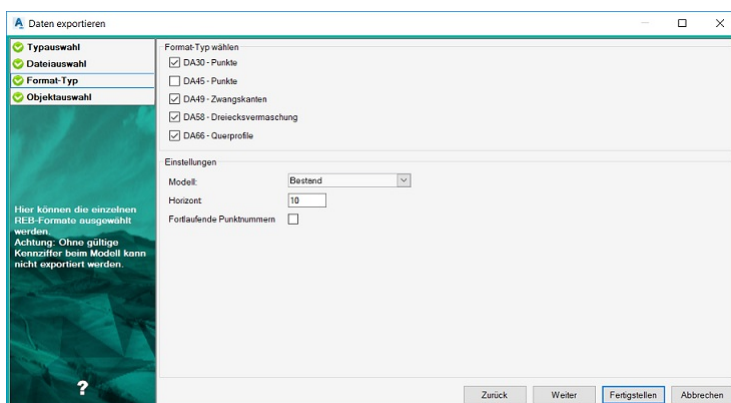 Daten exportieren
Typauswahl
Dateiauswahl
Format-Typ
Objektauswahl
Hier können die einzelnen
REB-Formate ausgewählt
werden.
Achtung: Ohne gültige
Kennziffer beim Modell kann
nicht exportiert werden.
?
Format-Typ wählen
DA30 - Punkte
DA45 - Punkte
DA49 - Zwangskanten
DA58 - Dreiecksvermaschung
DA66 - Querprofile
Einstellungen
Modell: Bestand
Horizont: 10
Fortlaufende Punktnummern
Zurück Weiter Fertigstellen Abbrechen